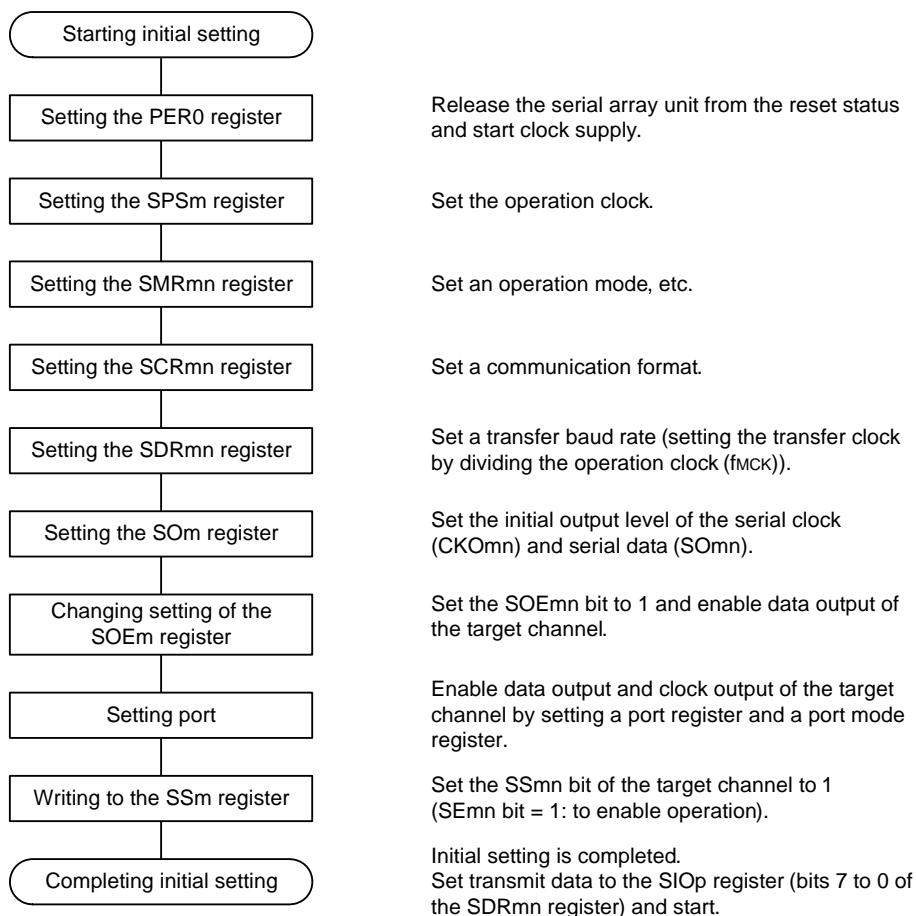 Starting initial setting
Setting the PER0 register
Release the serial array unit from the reset status
and start clock supply.
Setting the SPSm register
Set the operation clock.
Setting the SMRmn register
Set an operation mode, etc.
Setting the SCRmn register
Set a communication format.
Setting the SDRmn register
Set a transfer baud rate (setting the transfer clock
by dividing the operation clock (fMCK)).
Setting the SOm register
Set the initial output level of the serial clock
(CKOmn) and serial data (SOmn).
Changing setting of the
SOEm register
Set the SOEmn bit to 1 and enable data output of
the target channel.
Setting port
Enable data output and clock output of the target
channel by setting a port register and a port mode
register.
Writing to the SSm register
Set the SSmn bit of the target channel to 1
(SEmn bit = 1: to enable operation).
Completing initial setting
Initial setting is completed.
Set transmit data to the SIOp register (bits 7 to 0 of
the SDRmn register) and start.